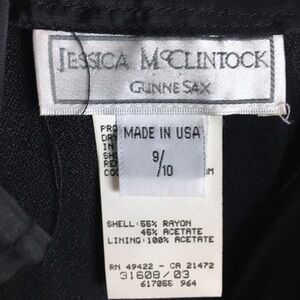 JESSICA McCLINTOCK
GUNNE SAX
MADE IN USA
9/
10
SHELL: 55% RAYON
45% ACETATE
LINING: 100% ACETATE
RN 49422 - CA 21472
31608/03
617055 964